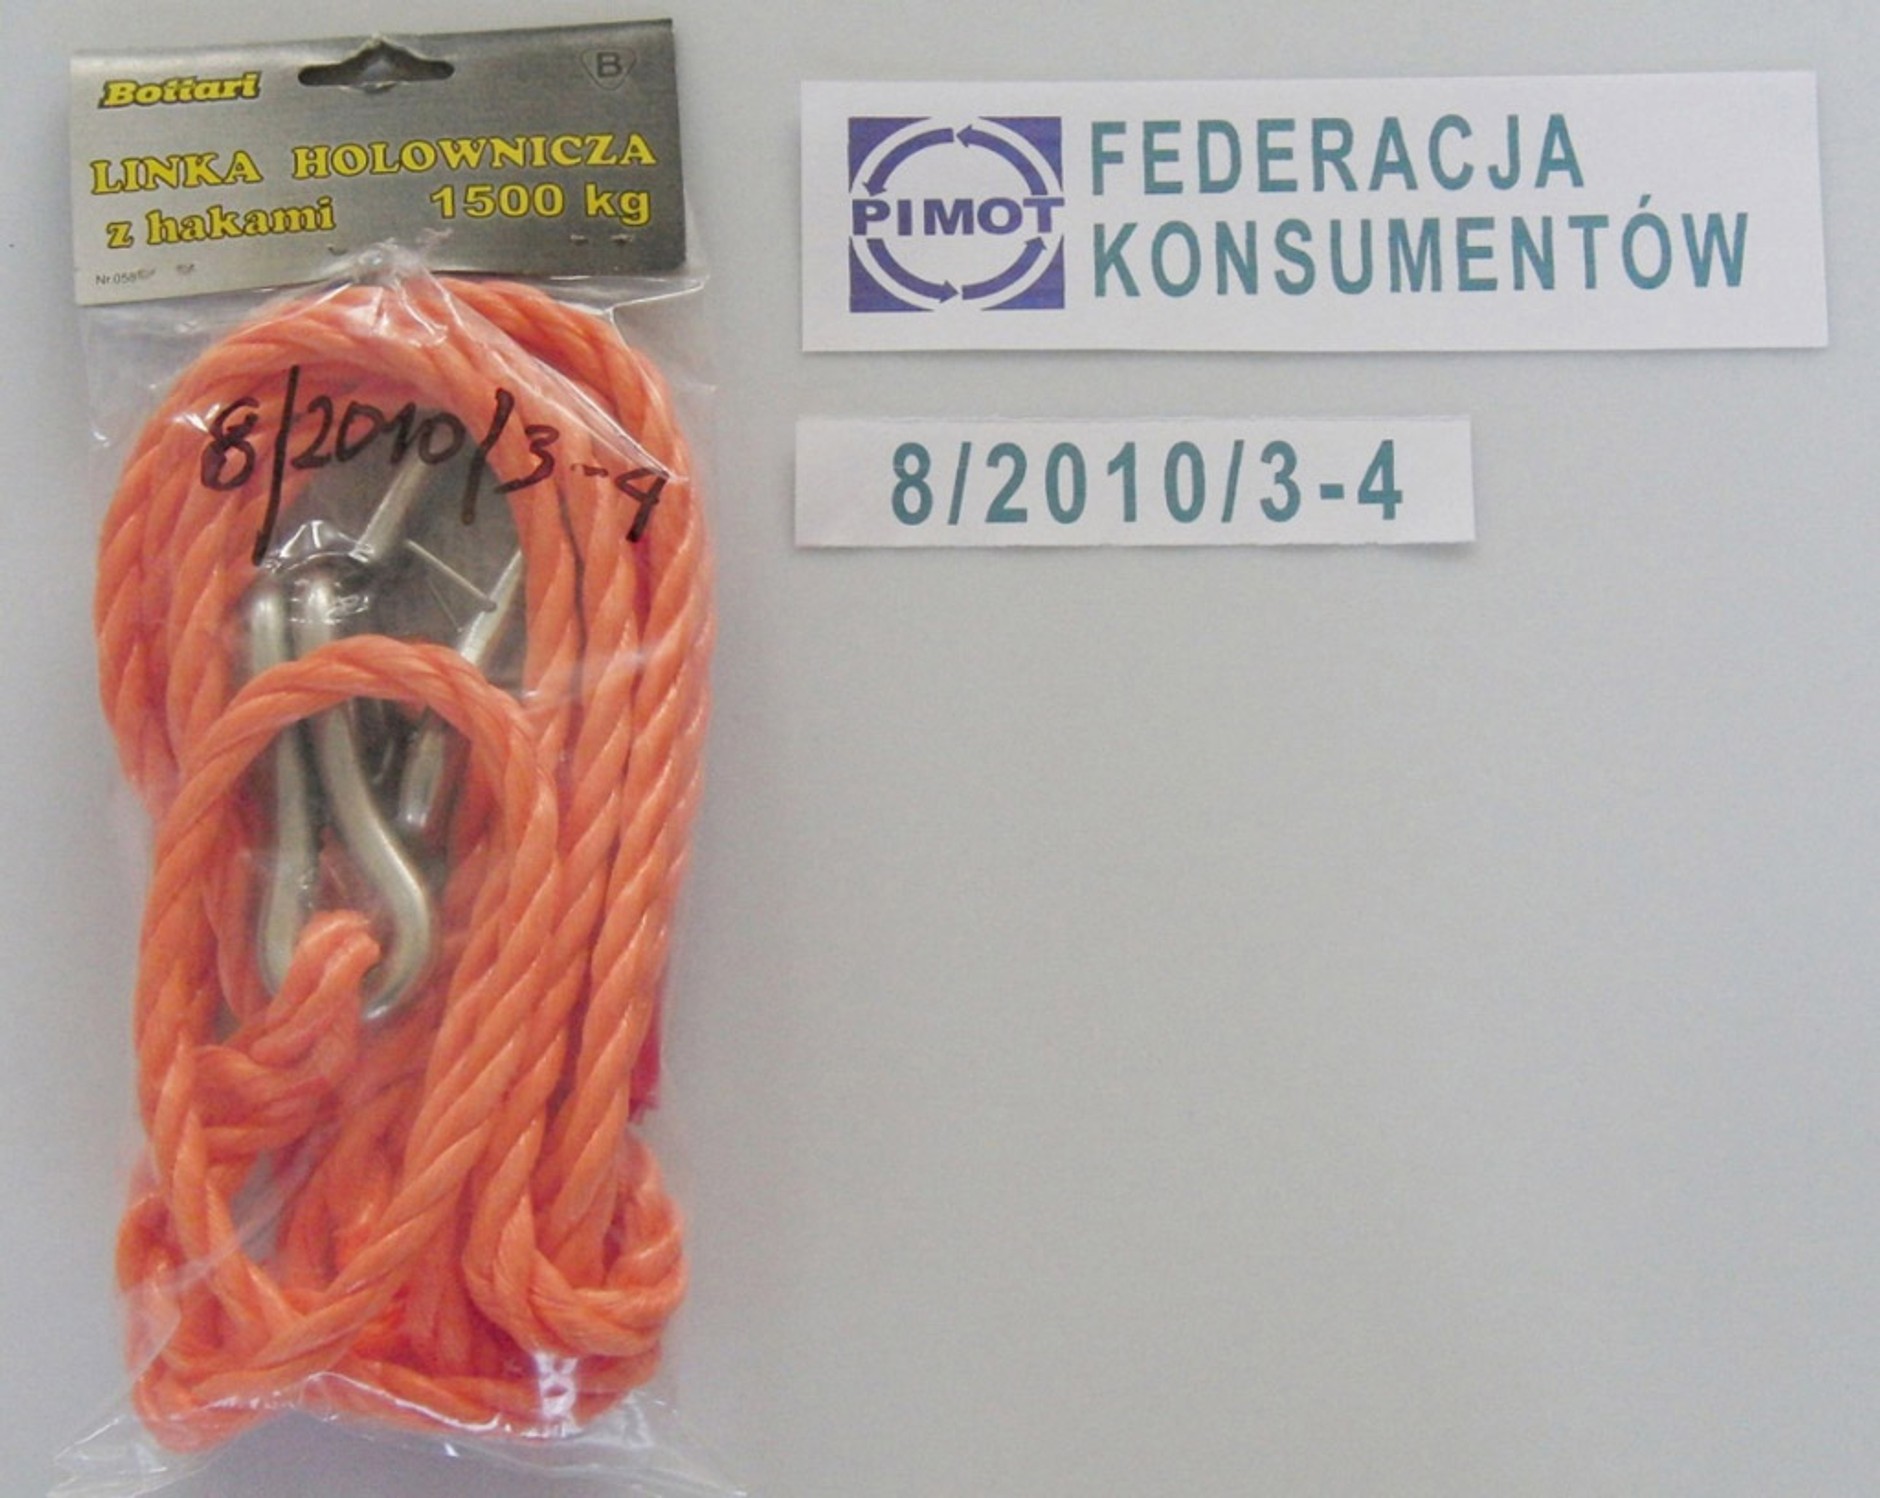 Bottari
B
LINKA HOLOWNICZA
z hakami 1500 kg
8/2010/3-4
PIMOT
FEDERACJA
KONSUMENTÓW
8/2010/3-4